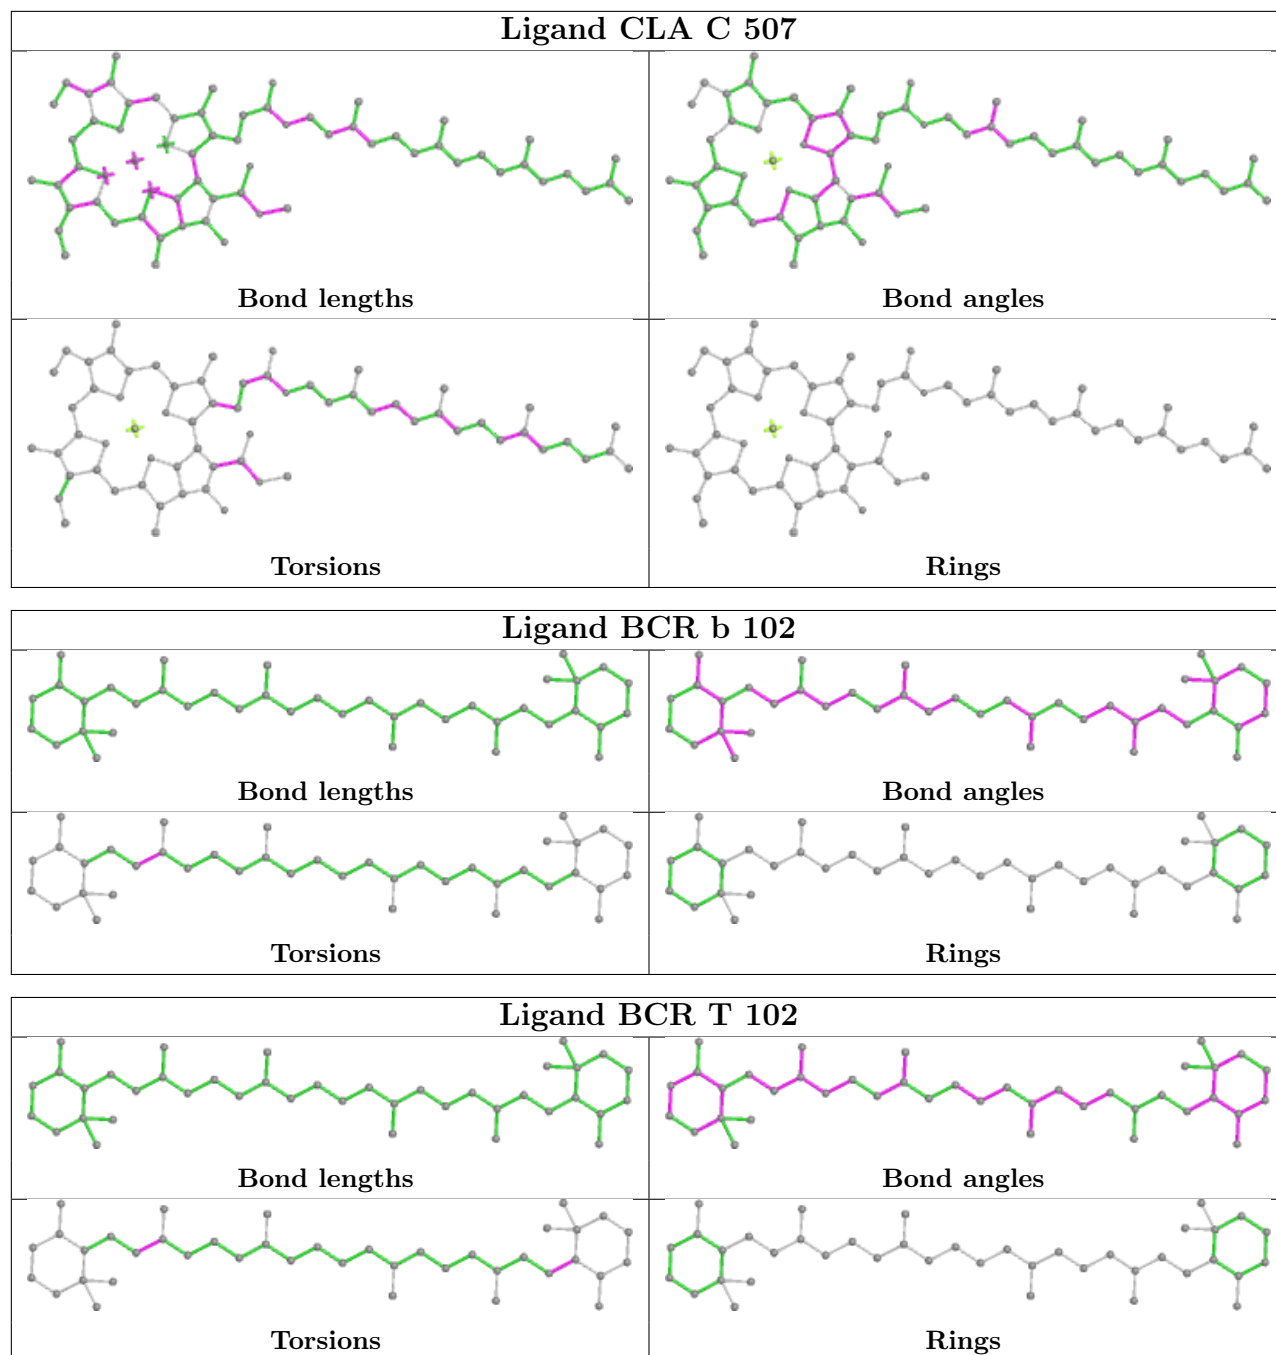 Ligand CLA C 507
Bond lengths
Bond angles
Torsions
Rings
Ligand BCR b 102
Bond lengths
Bond angles
Torsions
Rings
Ligand BCR T 102
Bond lengths
Bond angles
Torsions
Rings